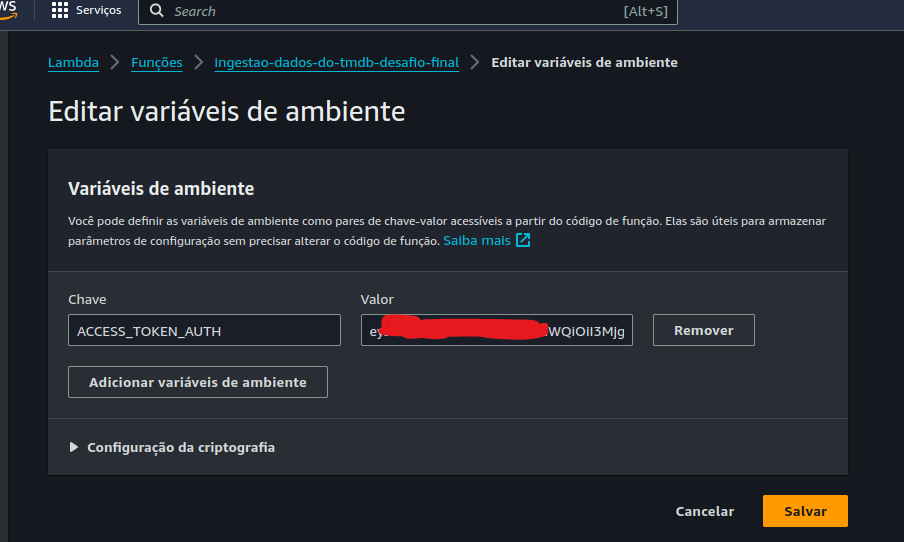 WS
Serviços
Search
[Alt+S]
Lambda
Funções
Ingestao-dados-do-tmdb-desafio-final
Editar variáveis de ambiente
Editar variáveis de ambiente
Variáveis de ambiente
Você pode definir as variáveis de ambiente como pares de chave-valor acessíveis a partir do código de função. Elas são úteis para armazenar
parâmetros de configuração sem precisar alterar o código de função. Saiba mais
Chave
Valor
ACCESS_TOKEN_AUTH
Remover
Adicionar variáveis de ambiente
Configuração da criptografia
Cancelar
Salvar